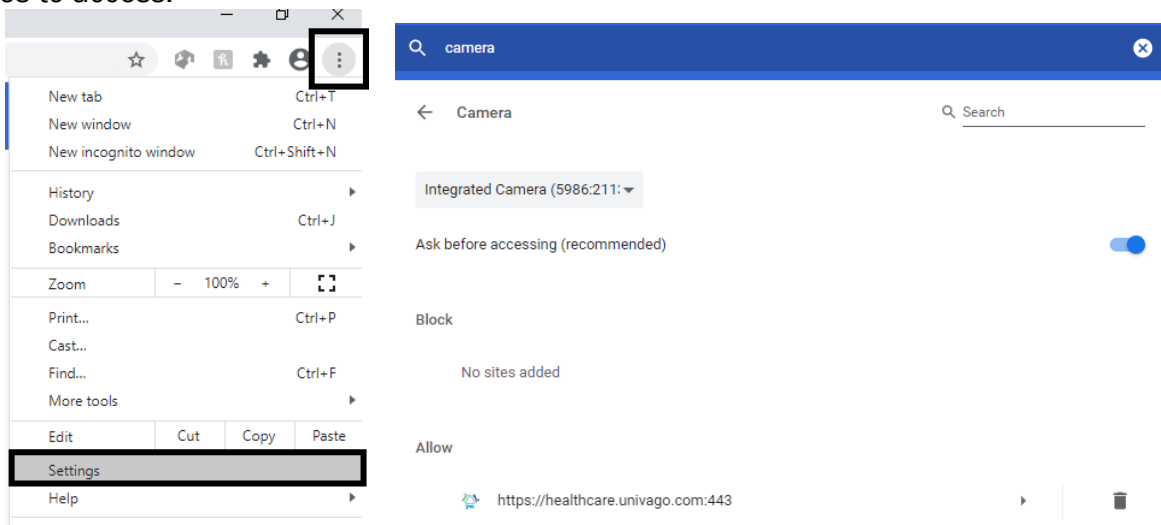 New tab Ctrl+T
New window Ctrl+N
New incognito window Ctrl+Shift+N
History
Downloads Ctrl+J
Bookmarks
Zoom - 100% +
Print... Ctrl+P
Cast...
Find... Ctrl+F
More tools
Edit Cut Copy Paste
Settings
Help
camera
Camera Search
Integrated Camera (5986:211
Ask before accessing (recommended)
Block
No sites added
Allow
https://healthcare.univago.com:443